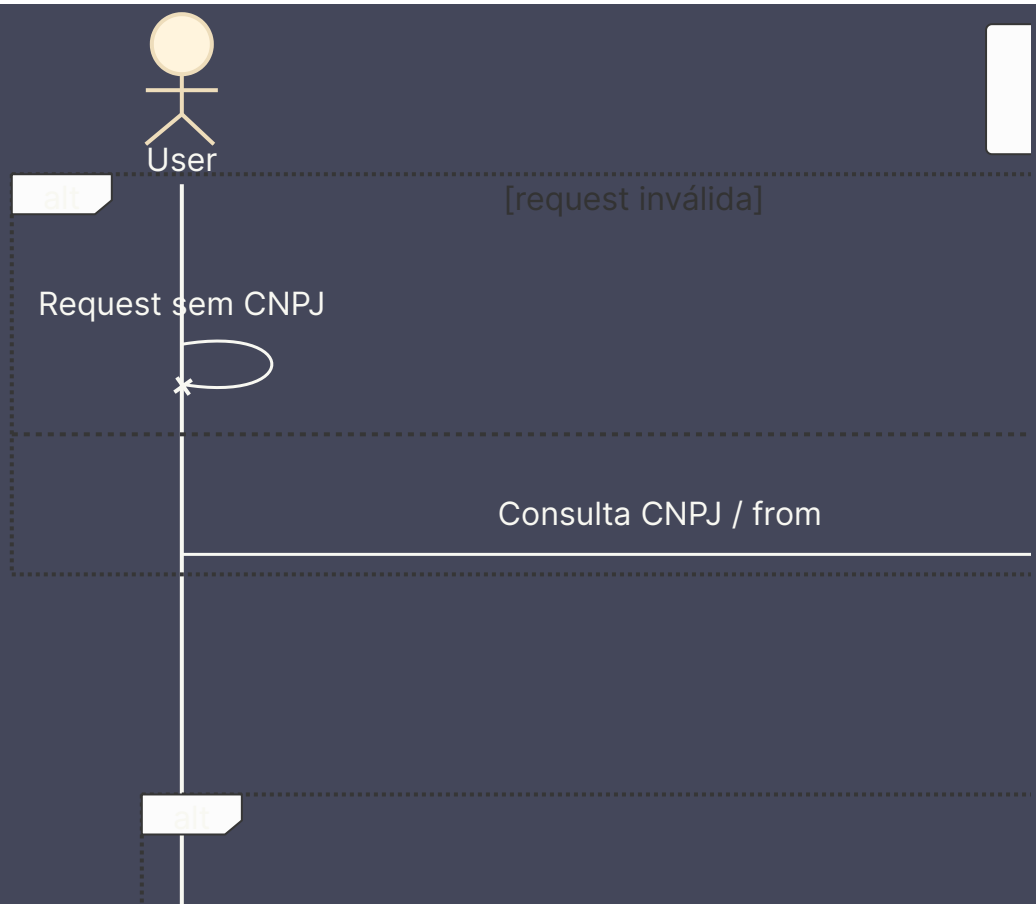 User
alt
[request inválida]
Request sem CNPJ
Consulta CNPJ / from
alt